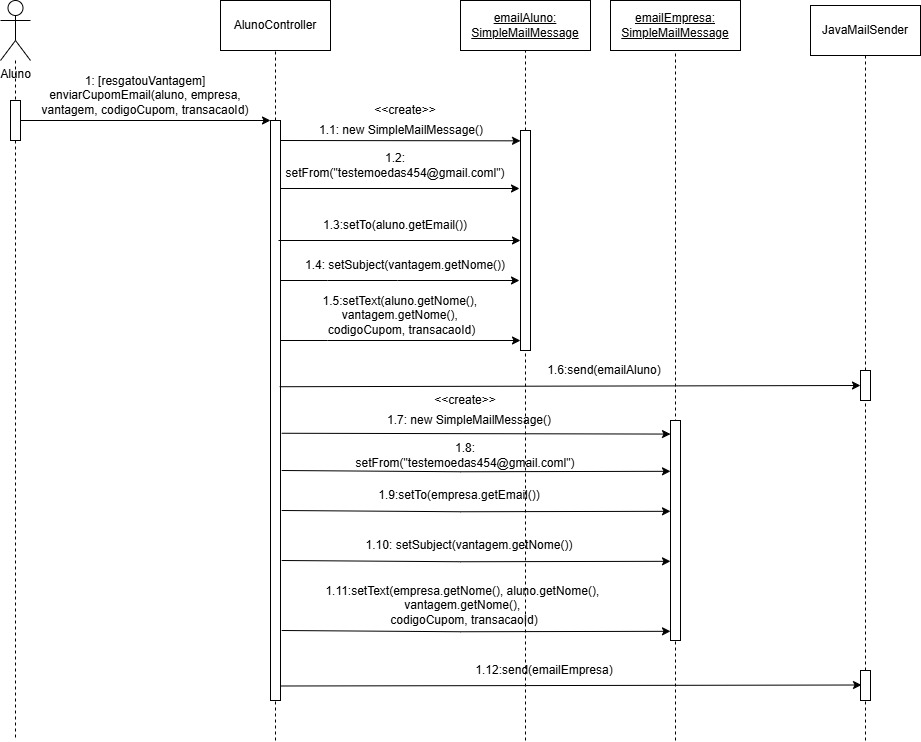 Aluno
AlunoController
emailAluno:
SimpleMailMessage
emailEmpresa:
SimpleMailMessage
JavaMailSender
1: [resgatouVantagem]
enviarCupomEmail(aluno, empresa,
vantagem, codigoCupom, transacaoId)
<<create>>
1.1: new SimpleMailMessage()
1.2:
setFrom("testemoedas454@gmail.coml")
1.3:setTo(aluno.getEmail())
1.4: setSubject(vantagem.getNome())
1.5:setText(aluno.getNome(),
vantagem.getNome(),
codigoCupom, transacaoId)
1.6:send(emailAluno)
<<create>>
1.7: new SimpleMailMessage()
1.8:
setFrom("testemoedas454@gmail.coml")
1.9:setTo(empresa.getEmail())
1.10: setSubject(vantagem.getNome())
1.11:setText(empresa.getNome(), aluno.getNome(),
vantagem.getNome(),
codigoCupom, transacaoId)
1.12:send(emailEmpresa)